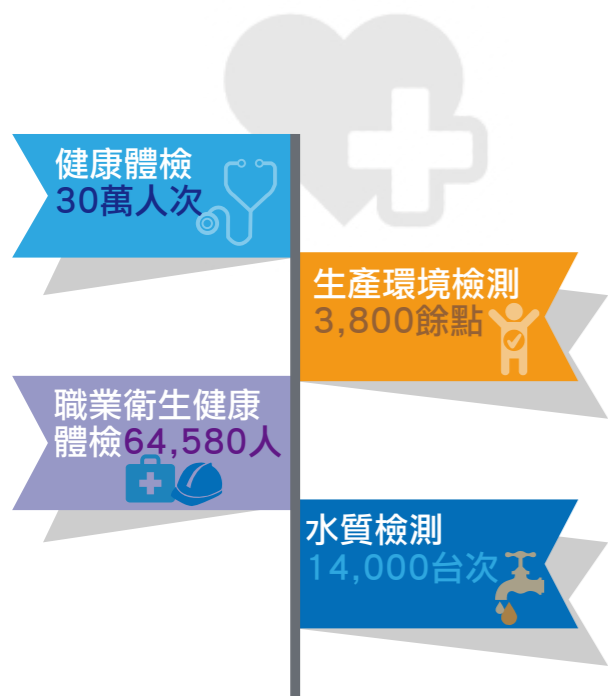 健康體檢
30萬人次
生產環境檢測
3,800餘點
職業衛生健康
體檢64,580人
水質檢測
14,000台次